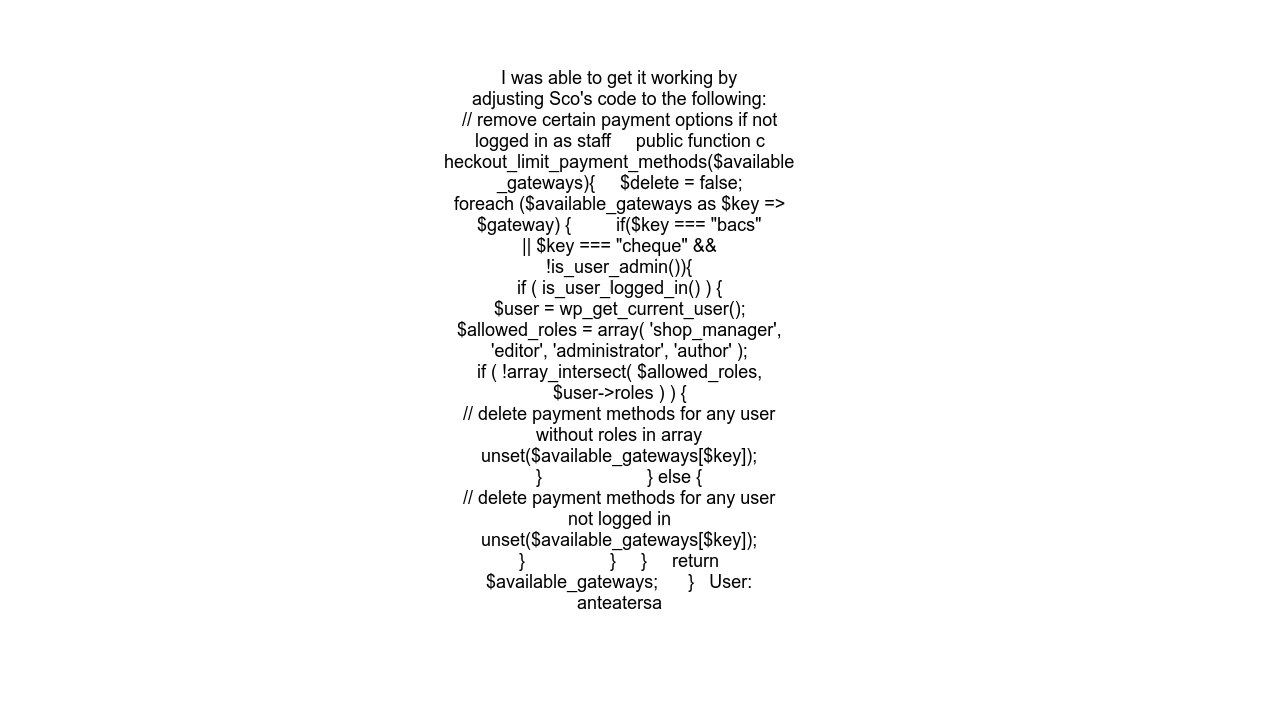 I was able to get it working by
adjusting Sco's code to the following:
// remove certain payment options if not
logged in as staff     public function c
heckout_limit_payment_methods($available
_gateways){     $delete = false;
foreach ($available_gateways as $key =>
$gateway) {         if($key === "bacs"
|| $key === "cheque" &&
!is_user_admin()){
if ( is_user_logged_in() ) {
$user = wp_get_current_user();
$allowed_roles = array( 'shop_manager',
'editor', 'administrator', 'author' );
if ( !array_intersect( $allowed_roles,
$user->roles ) ) {
// delete payment methods for any user
without roles in array
unset($available_gateways[$key]);
}                     } else {
// delete payment methods for any user
not logged in
unset($available_gateways[$key]);
}                 }     }     return
$available_gateways;      }   User:
anteatersa